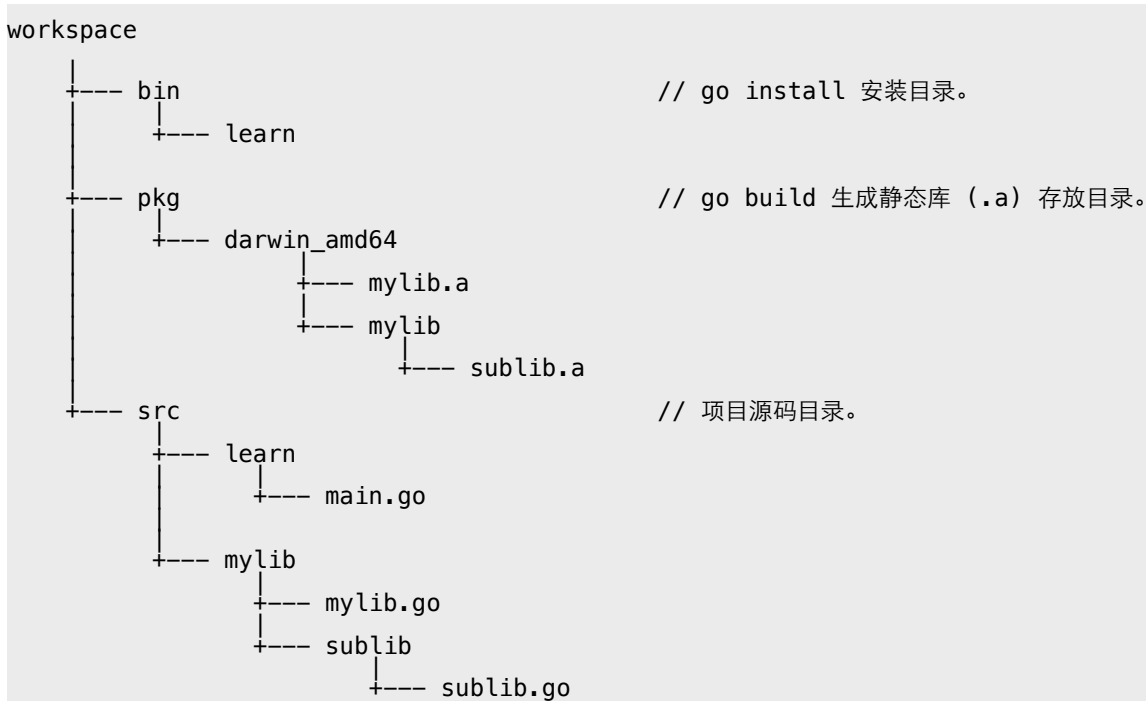 workspace
+--- bin // go install 安装目录。
+--- learn
+--- pkg // go build 生成静态库 (.a) 存放目录。
+--- darwin_amd64
+--- mylib.a
+--- mylib
+--- sublib.a
+--- src // 项目源码目录。
+--- learn
+--- main.go
+--- mylib
+--- mylib.go
+--- sublib
+--- sublib.go